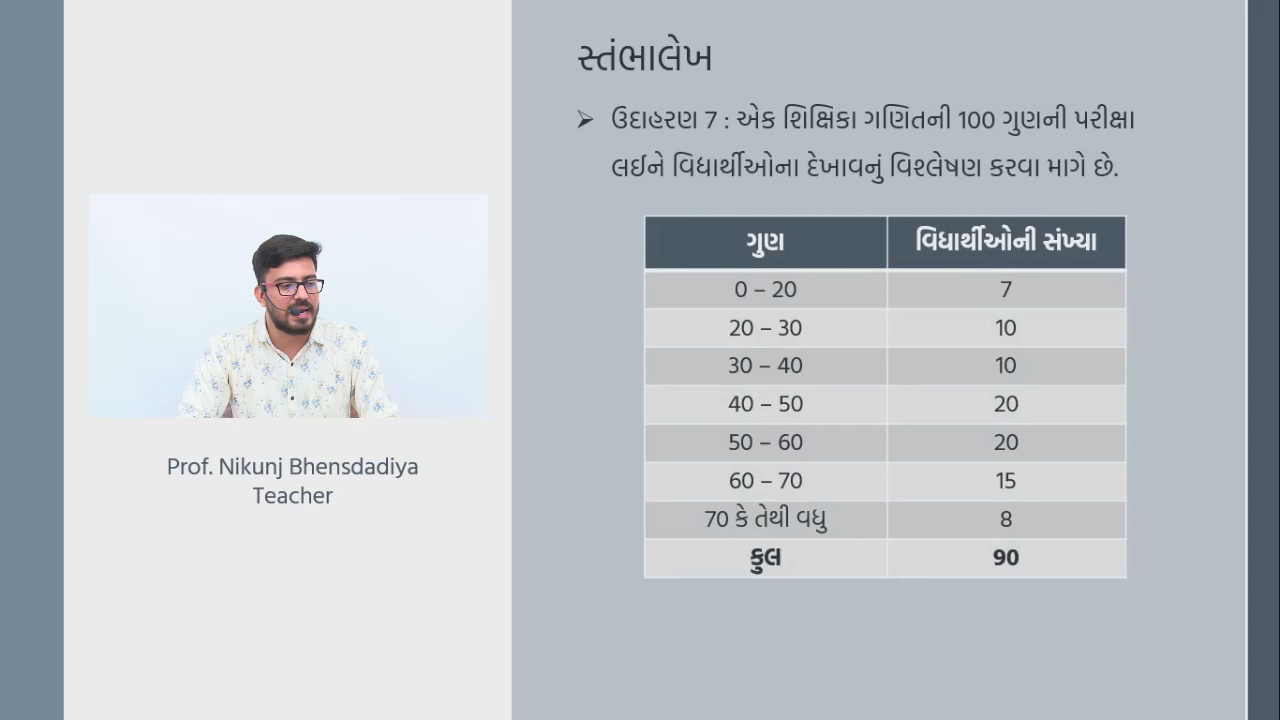 સ્તંભાલેખ
➢ ઉદાહરણ 7 : એક શિક્ષિકા ગણિતની 100 ગુણની પરીક્ષા
લઈને વિદ્યાર્થીઓના દેખાવનું વિશ્લેષણ કરવા માગે છે.
ગુણ વિદ્યાર્થીઓની સંખ્યા
0 – 20 7
20 – 30 10
30 – 40 10
40 – 50 20
50 – 60 20
60 – 70 15
70 કે તેથી વધુ 8
કુલ 90
Prof. Nikunj Bhensdadiya
Teacher